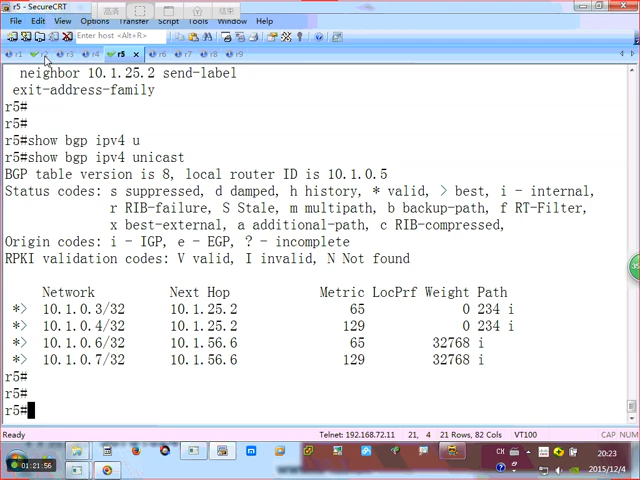 r5 - SecureCRT
高清
结束
File Edit View Options Transfer Script Tools Window Help
Enter host <Alt+R>
r1 r2 r3 r4 r5 r6 r7 r8 r9
neighbor 10.1.25.2 send-label
exit-address-family
r5#
r5#
r5#show bgp ipv4 u
r5#show bgp ipv4 unicast
BGP table version is 8, local router ID is 10.1.0.5
Status codes: s suppressed, d damped, h history, * valid, > best, i - internal,
r RIB-failure, S Stale, m multipath, b backup-path, f RT-Filter,
x best-external, a additional-path, c RIB-compressed,
Origin codes: i - IGP, e - EGP, ? - incomplete
RPKI validation codes: V valid, I invalid, N Not found
Network Next Hop Metric LocPrf Weight Path
*> 10.1.0.3/32 10.1.25.2 65 0 234 i
*> 10.1.0.4/32 10.1.25.2 129 0 234 i
*> 10.1.0.6/32 10.1.56.6 65 32768 i
*> 10.1.0.7/32 10.1.56.6 129 32768 i
r5#
r5#
r5#
35
Ready Telnet: 192.168.72.11 21, 4 21 Rows, 82 Cols VT100 CAP NUM
CH
20:23
01:21:56
2015/12/4